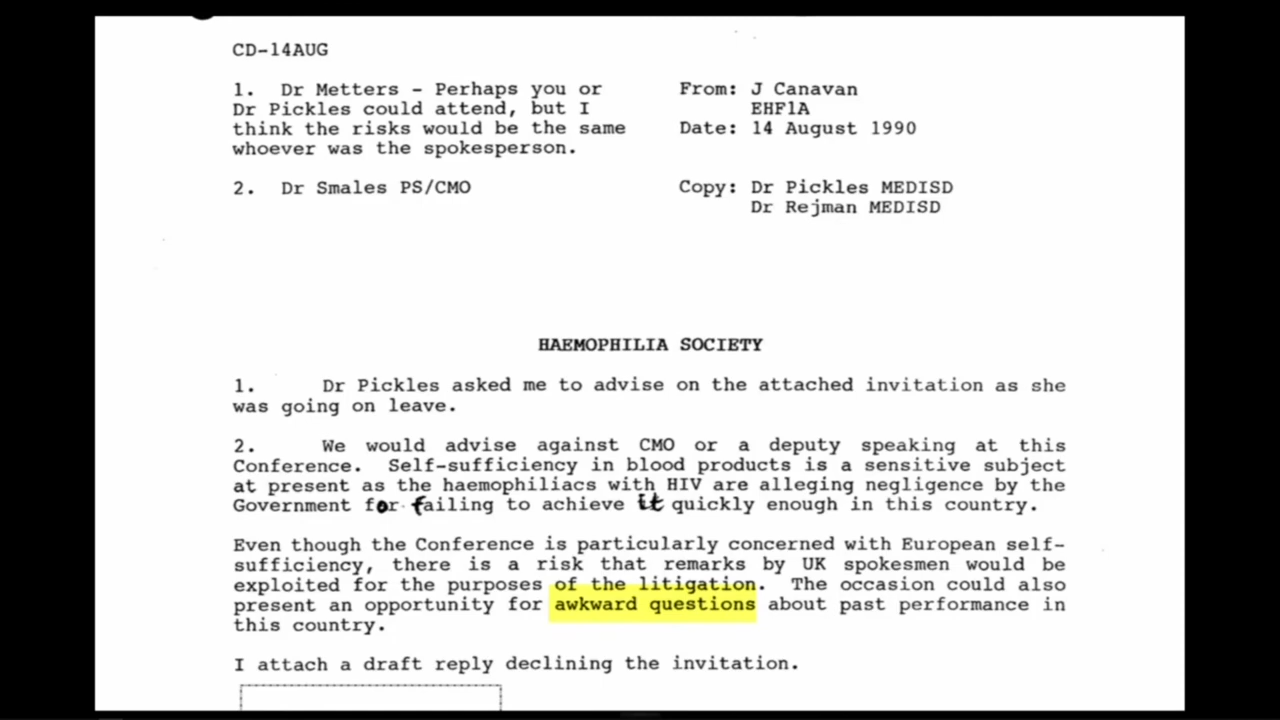 CD-14AUG
1. Dr Metters - Perhaps you or
Dr Pickles could attend, but I
think the risks would be the same
whoever was the spokesperson.
From: J Canavan
EHF1A
Date: 14 August 1990
2. Dr Smales PS/CMO
Copy: Dr Pickles MEDISD
Dr Rejman MEDISD
HAEMOPHILIA SOCIETY
1. Dr Pickles asked me to advise on the attached invitation as she
was going on leave.
2. We would advise against CMO or a deputy speaking at this
Conference. Self-sufficiency in blood products is a sensitive subject
at present as the haemophiliacs with HIV are alleging negligence by the
Government for failing to achieve it quickly enough in this country.
Even though the Conference is particularly concerned with European self-
sufficiency, there is a risk that remarks by UK spokesmen would be
exploited for the purposes of the litigation. The occasion could also
present an opportunity for awkward questions about past performance in
this country.
I attach a draft reply declining the invitation.